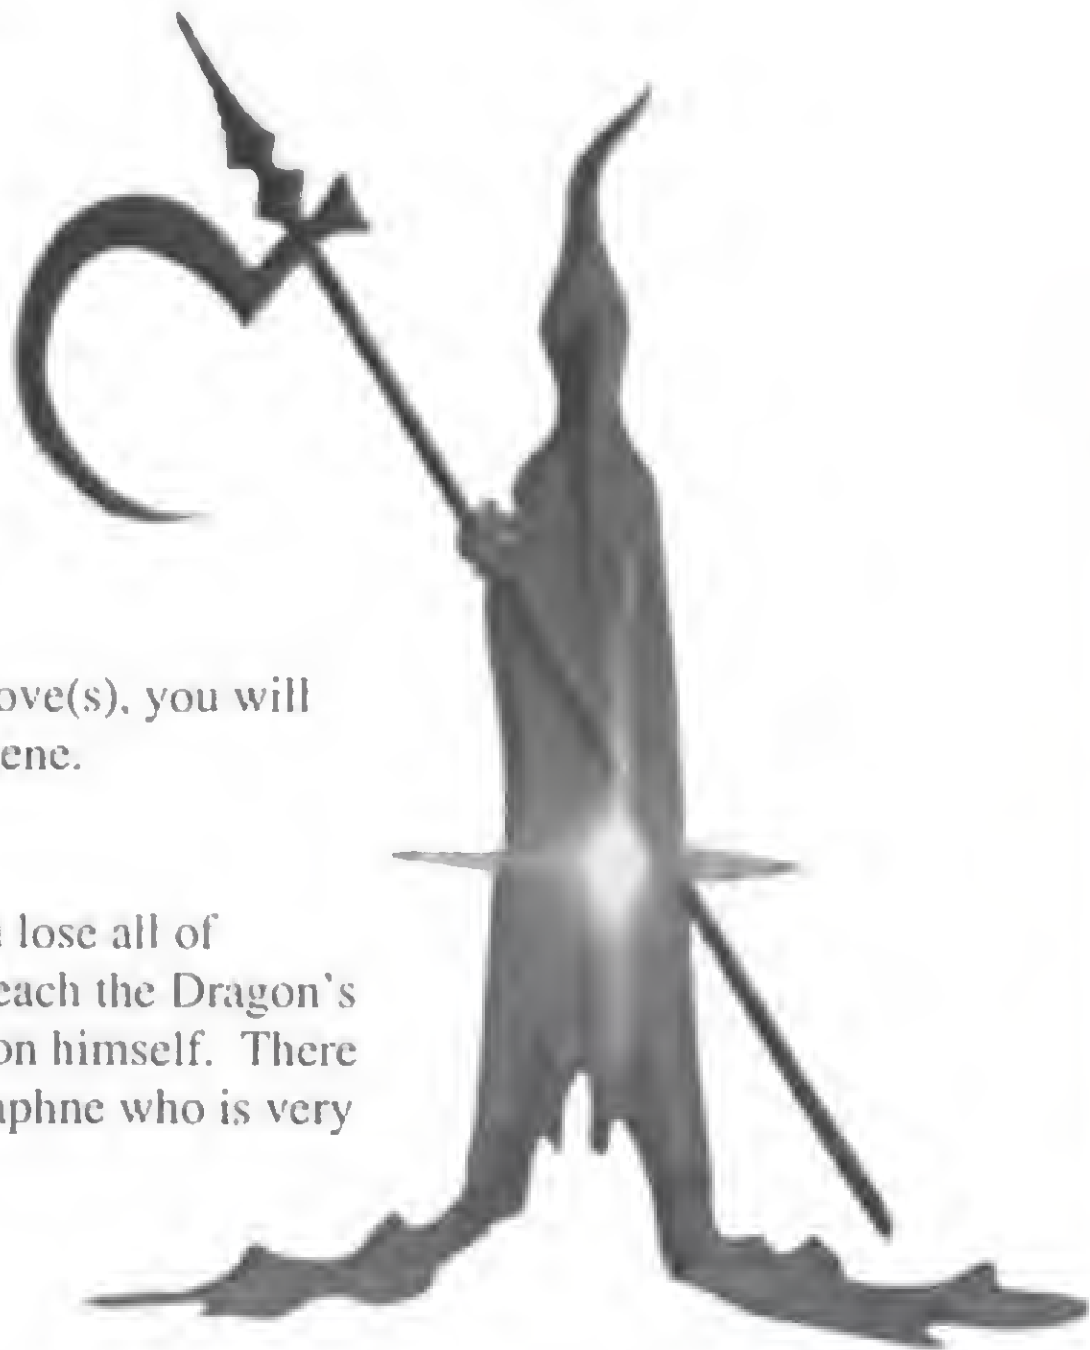 ove(s), you will
ene.
lose all of
each the Dragon's
on himself.  There
aphne who is very